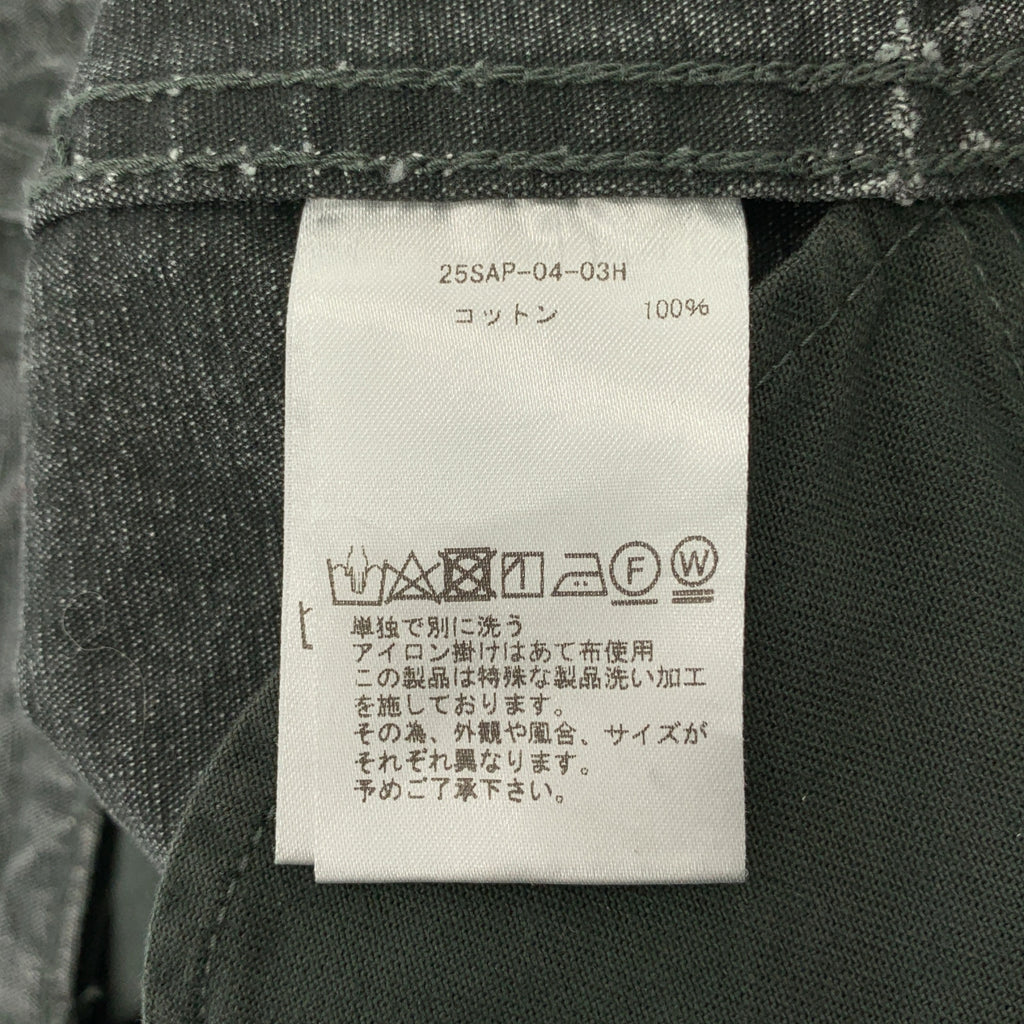 25SAP-04-03H
コットン 100%
F W
単独で別に洗う
アイロン掛けはあて布使用
この製品は特殊な製品洗い加工
を施しております。
その為、外観や風合、サイズが
それぞれ異なります。
予めご了承下さい。